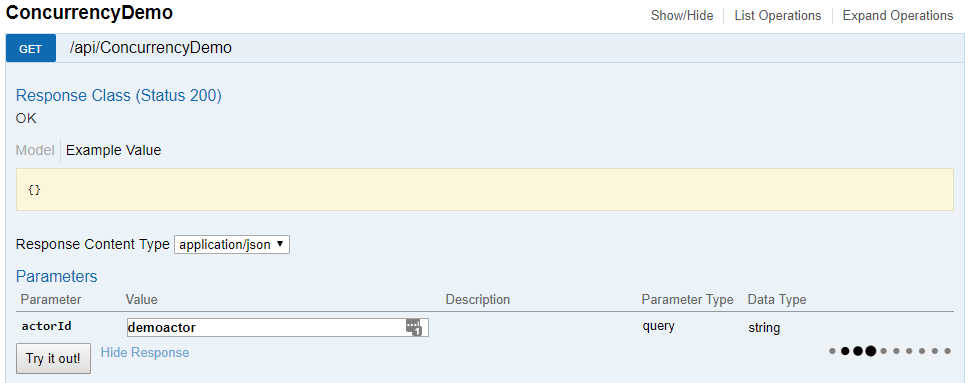 ConcurrencyDemo
Show/Hide List Operations Expand Operations
GET /api/ConcurrencyDemo
Response Class (Status 200)
OK
Model Example Value
{}
Response Content Type application/json
Parameters
Parameter Value Description Parameter Type Data Type
actorId demoactor 1 query string
Try it out! Hide Response